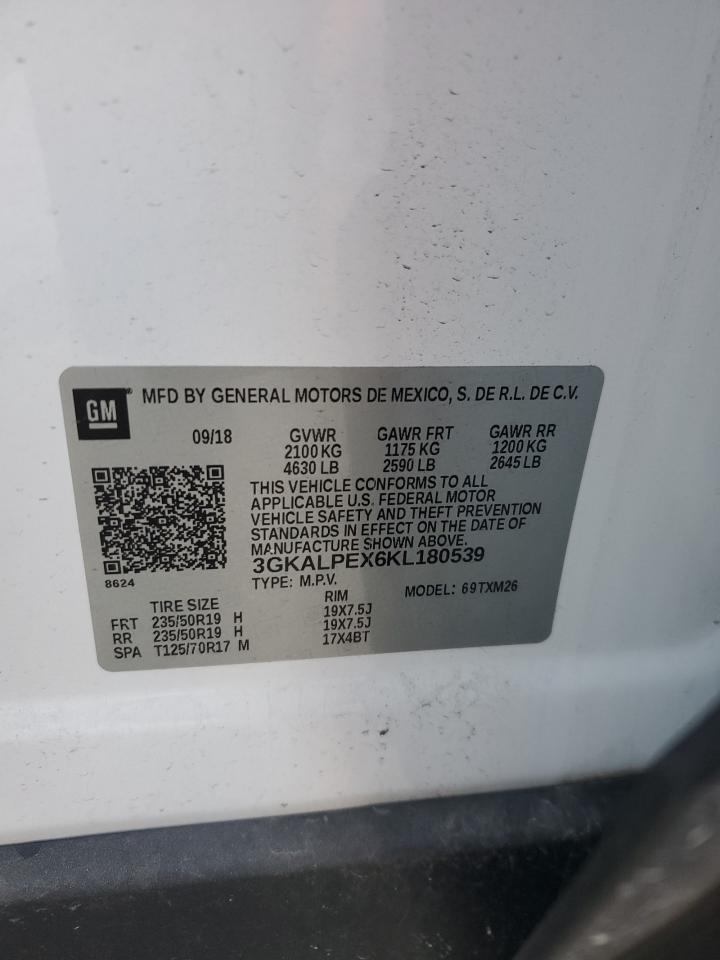 GM ® MFD BY GENERAL MOTORS DE MEXICO, S. DE R.L. DE C.V.
09/18 GVWR GAWR FRT GAWR RR
2100 KG 1175 KG 1200 KG
4630 LB 2590 LB 2645 LB
THIS VEHICLE CONFORMS TO ALL
APPLICABLE U.S. FEDERAL MOTOR
VEHICLE SAFETY AND THEFT PREVENTION
STANDARDS IN EFFECT ON THE DATE OF
MANUFACTURE SHOWN ABOVE.
3GKALPEX6KL180539
8624 TYPE: M.P.V. MODEL: 69TXM26
TIRE SIZE RIM
FRT 235/50R19 H 19X7.5J
RR 235/50R19 H 19X7.5J
SPA T125/70R17 M 17X4BT